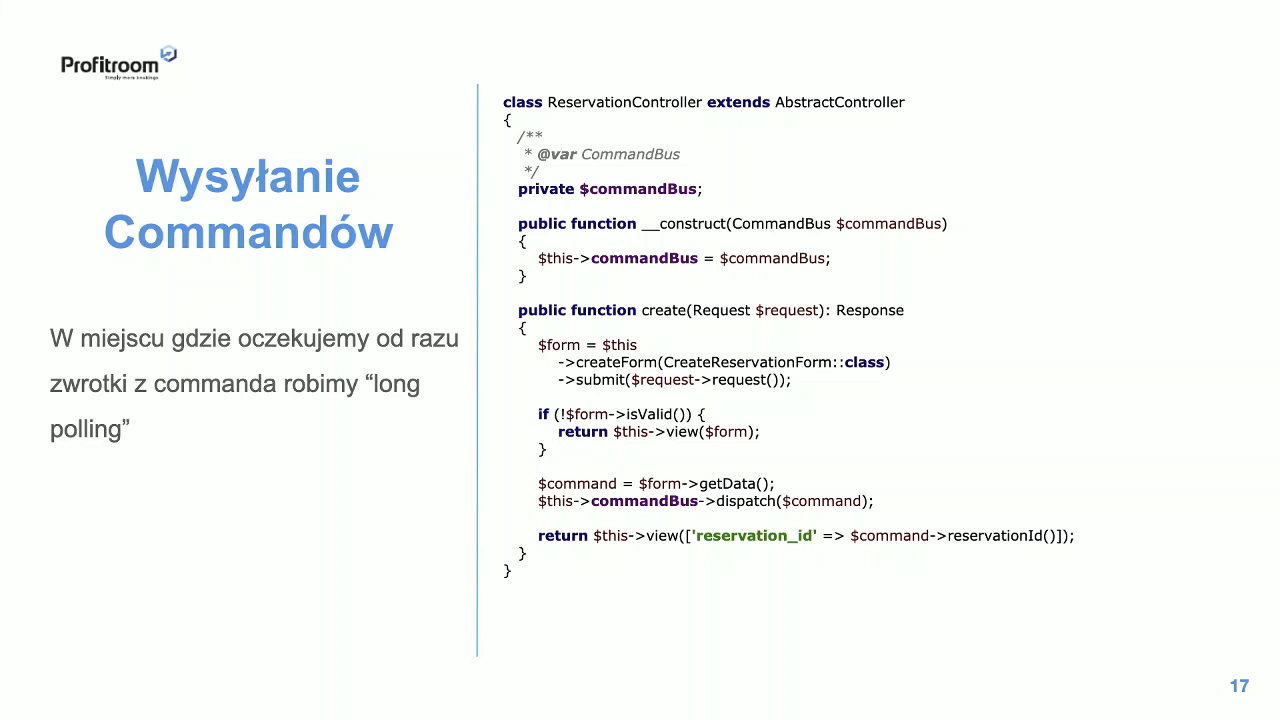 Profitroom
Simply more bookings
Wysyłanie
Commandów
W miejscu gdzie oczekujemy od razu
zwrotki z commanda robimy “long
polling”
class ReservationController extends AbstractController
{
/**
* @var CommandBus
*/
private $commandBus;
public function __construct(CommandBus $commandBus)
{
$this->commandBus = $commandBus;
}
public function create(Request $request): Response
{
$form = $this
->createForm(CreateReservationForm::class)
->submit($request->request());
if (!$form->isValid()) {
return $this->view($form);
}
$command = $form->getData();
$this->commandBus->dispatch($command);
return $this->view(['reservation_id' => $command->reservationId()]);
}
}
17